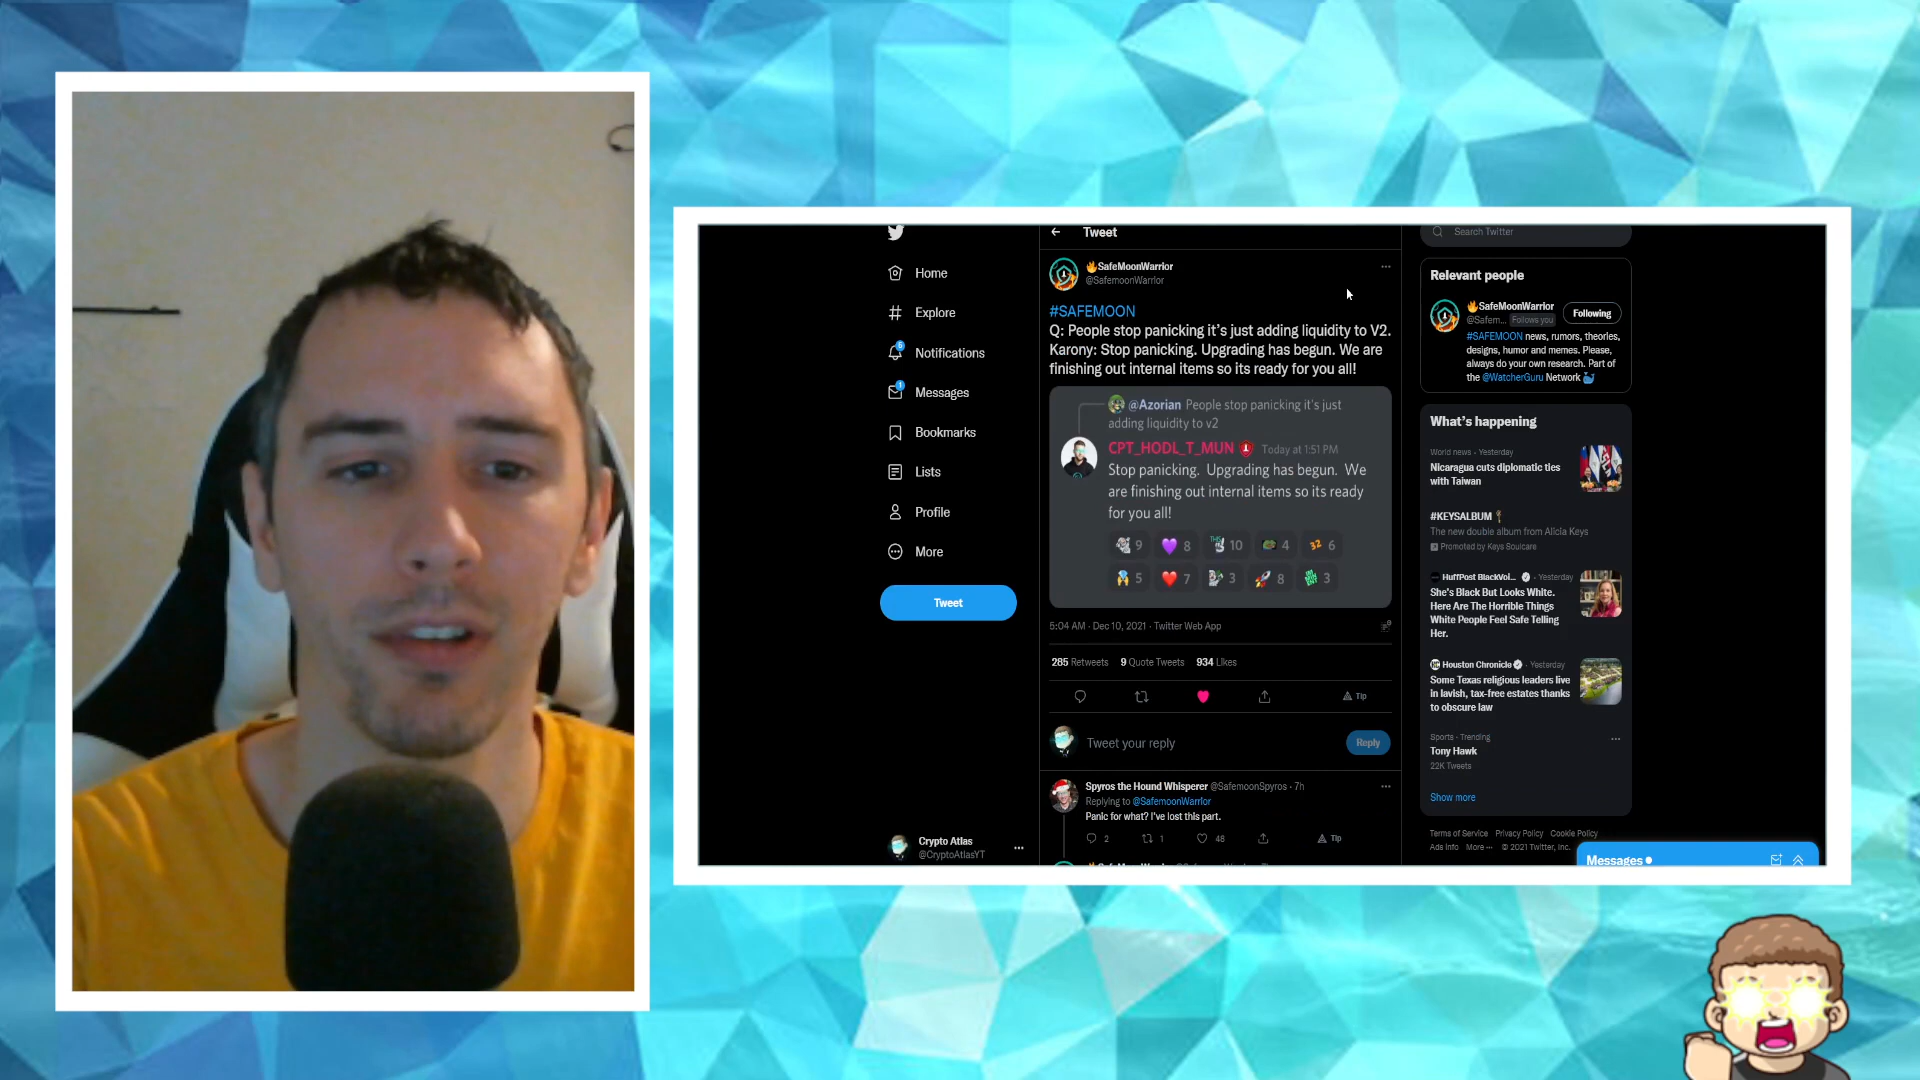 Home
Explore
5
Notifications
1
Messages
Bookmarks
Lists
Profile
More
Tweet
Crypto Atlas
@CryptoAtlasYT
Tweet
SafeMoonWarrior
@SafemoonWarrior
#SAFEMOON
Q: People stop panicking it's just adding liquidity to V2.
Karony: Stop panicking. Upgrading has begun. We are
finishing out internal items so its ready for you all!
@Azorian People stop panicking it's just
adding liquidity to v2
CPT_HODL_T_MUN Today at 1:51 PM
Stop panicking. Upgrading has begun. We
are finishing out internal items so its ready
for you all!
9 8 THIS 10 4 32 6
5 7 3 8 3
5:04 AM · Dec 10, 2021 · Twitter Web App
285 Retweets 9 Quote Tweets 934 Likes
Tip
Tweet your reply
Reply
Spyros the Hound Whisperer @SafemoonSpyros · 7h
Replying to @SafemoonWarrior
Panic for what? I've lost this part.
2 1 48 Tip
Search Twitter
Relevant people
SafeMoonWarrior
@Safem... Follows you
Following
#SAFEMOON news, rumors, theories,
designs, humor and memes. Please,
always do your own research. Part of
the @WatcherGuru Network
What's happening
World news · Yesterday
Nicaragua cuts diplomatic ties
with Taiwan
#KEYSALBUM
The new double album from Alicia Keys
Promoted by Keys Soulcare
HuffPost BlackVoi... · Yesterday
She's Black But Looks White.
Here Are The Horrible Things
White People Feel Safe Telling
Her.
Houston Chronicle · Yesterday
Some Texas religious leaders live
in lavish, tax-free estates thanks
to obscure law
Sports · Trending
Tony Hawk
22K Tweets
Show more
Terms of Service Privacy Policy Cookie Policy
Ads info More ··· © 2021 Twitter, Inc.
Messages